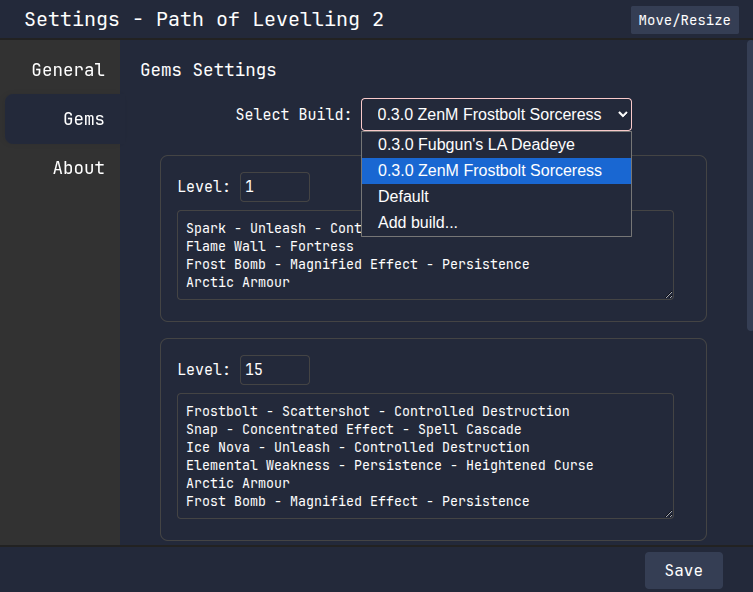 Settings - Path of Levelling 2
Move/Resize
General
Gems
About
Gems Settings
Select Build: 0.3.0 ZenM Frostbolt Sorceress
0.3.0 Fubgun's LA Deadeye
0.3.0 ZenM Frostbolt Sorceress
Default
Add build...
Level: 1
Spark - Unleash -
Flame Wall - Fortress
Frost Bomb - Magnified Effect - Persistence
Arctic Armour
Level: 15
Frostbolt - Scattershot - Controlled Destruction
Snap - Concentrated Effect - Spell Cascade
Ice Nova - Unleash - Controlled Destruction
Elemental Weakness - Persistence - Heightened Curse
Arctic Armour
Frost Bomb - Magnified Effect - Persistence
Save